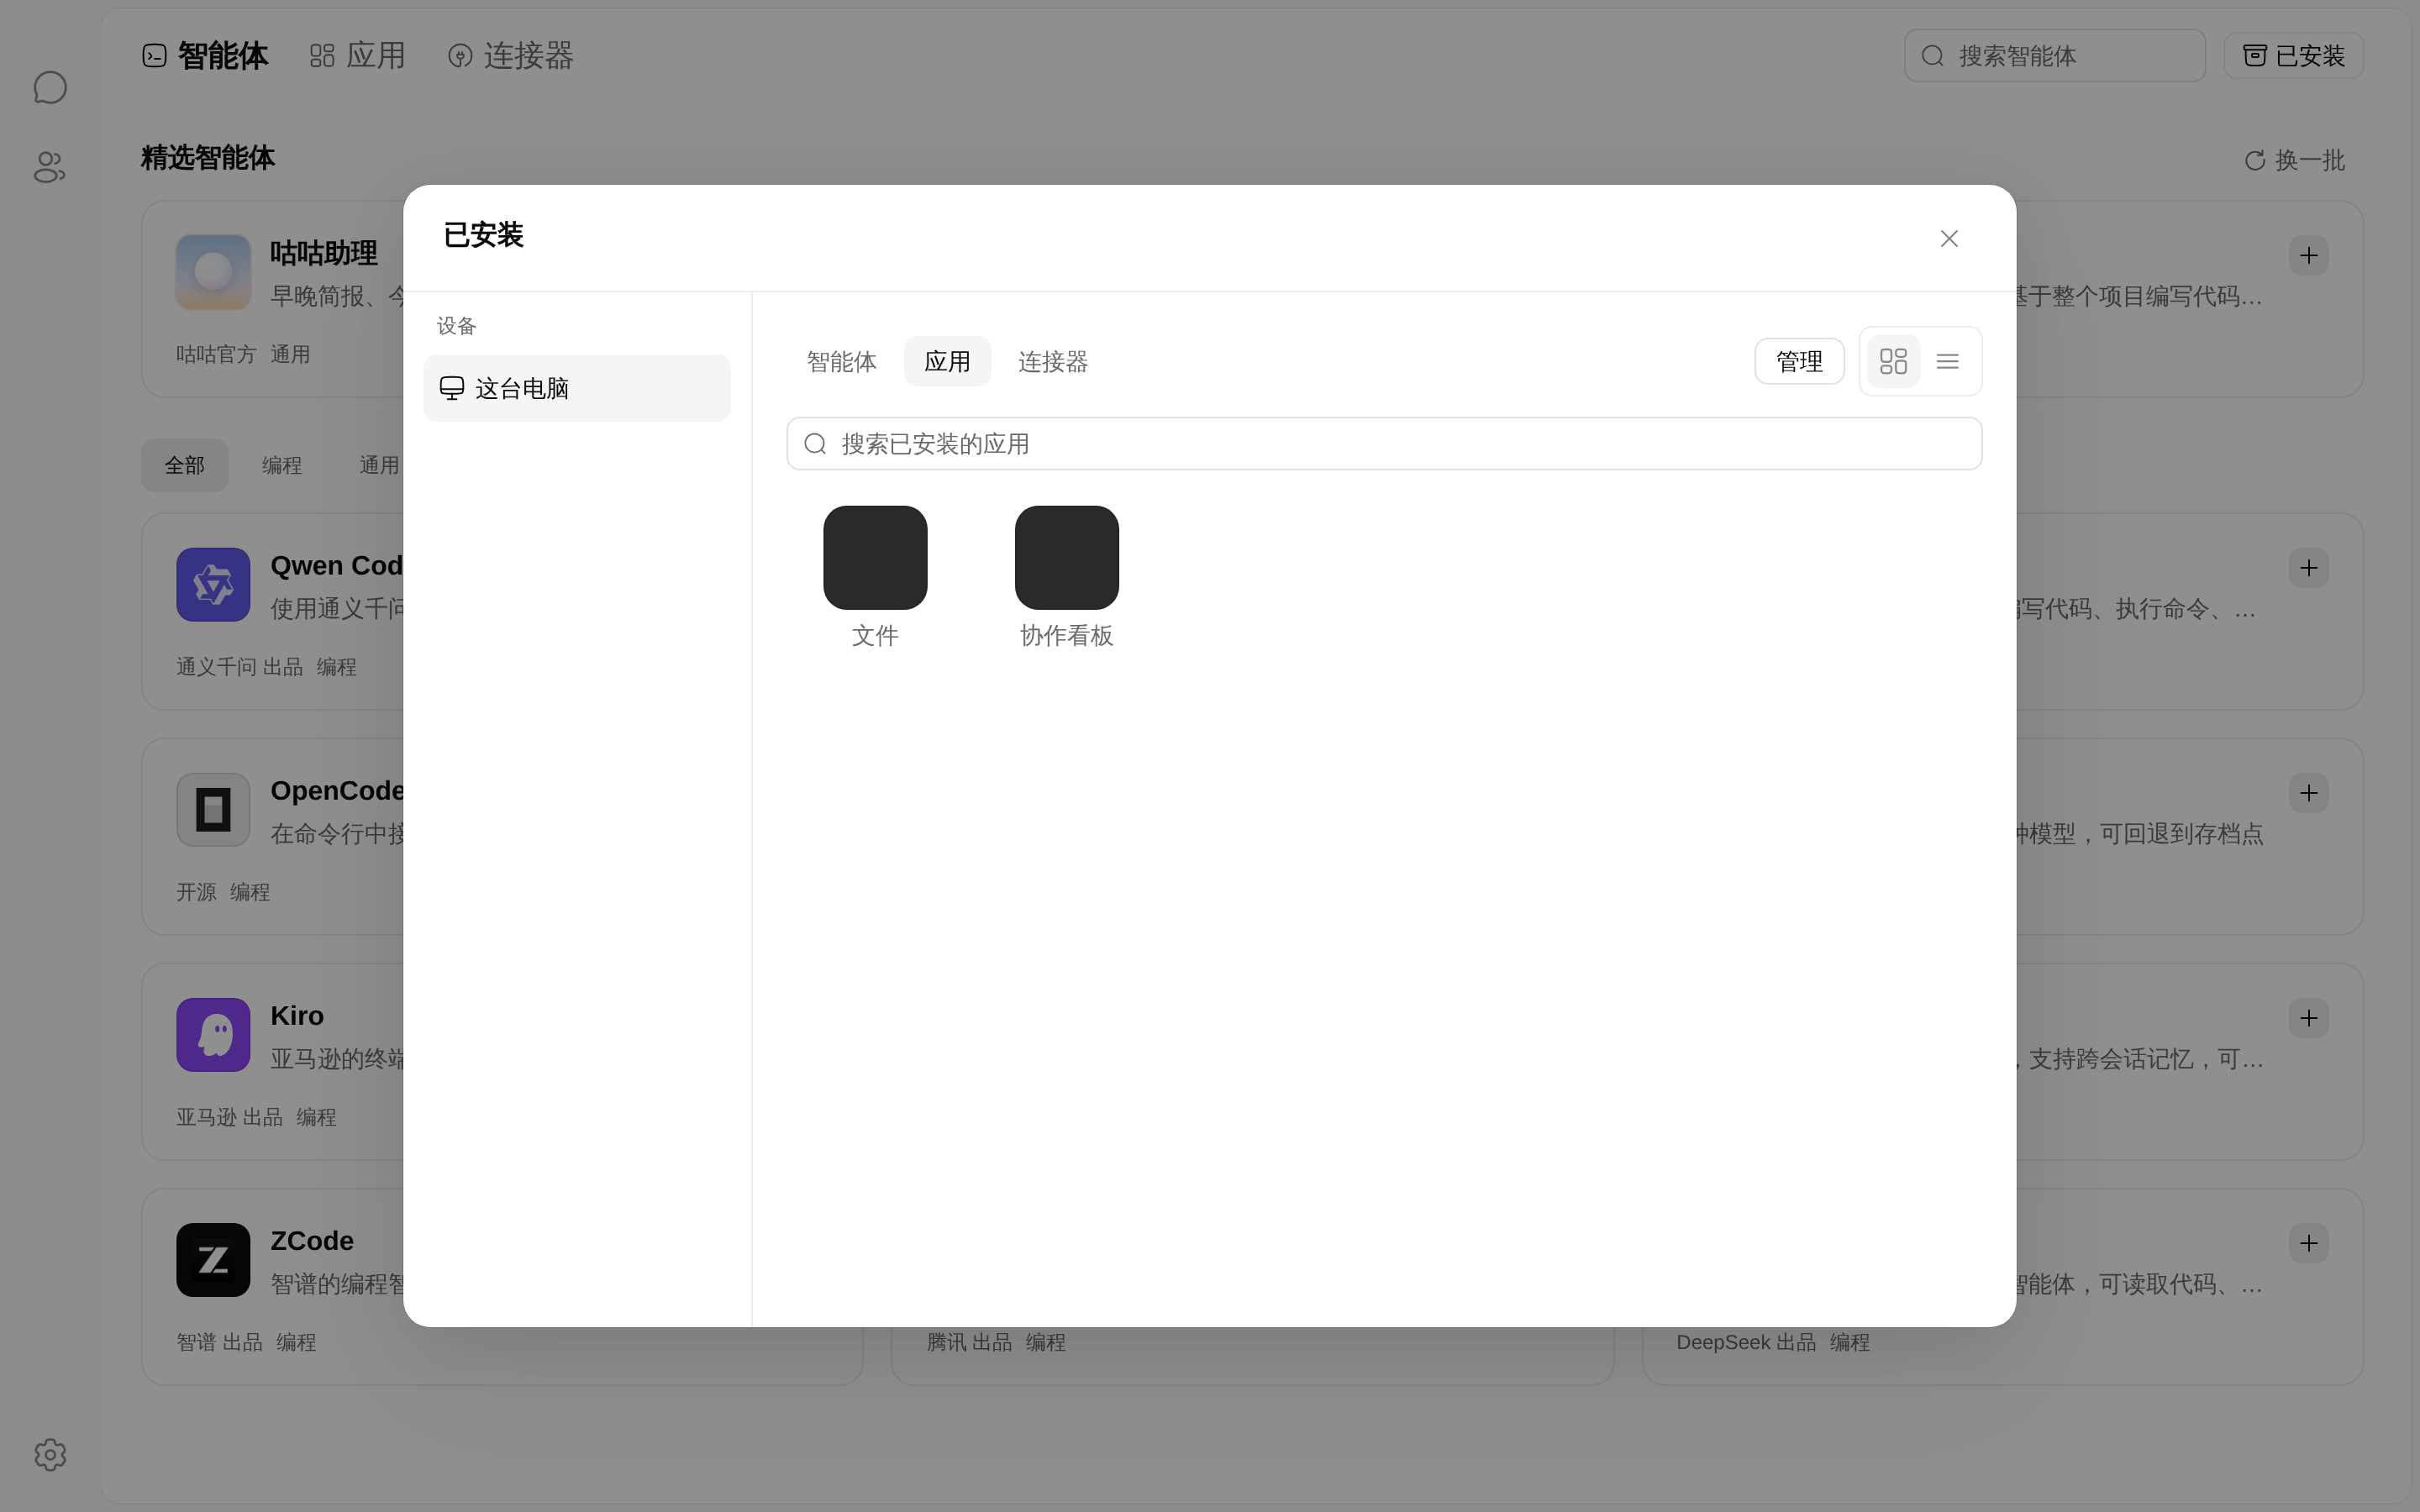 智能体 应用 连接器 搜索智能体 已安装
精选智能体 换一批
咕咕助理
早晚简报、今
基于整个项目编写代码…
咕咕官方 通用
全部 编程 通用
Qwen Cod
使用通义千问
写代码、执行命令、…
通义千问 出品 编程
OpenCode
在命令行中接
种模型，可回退到存档点
开源 编程
Kiro
亚马逊的终端
，支持跨会话记忆，可…
亚马逊 出品 编程
ZCode
智谱的编程智
智能体，可读取代码、…
智谱 出品 编程
腾讯 出品 编程
DeepSeek 出品 编程
已安装
设备
这台电脑
智能体 应用 连接器 管理
搜索已安装的应用
文件 协作看板